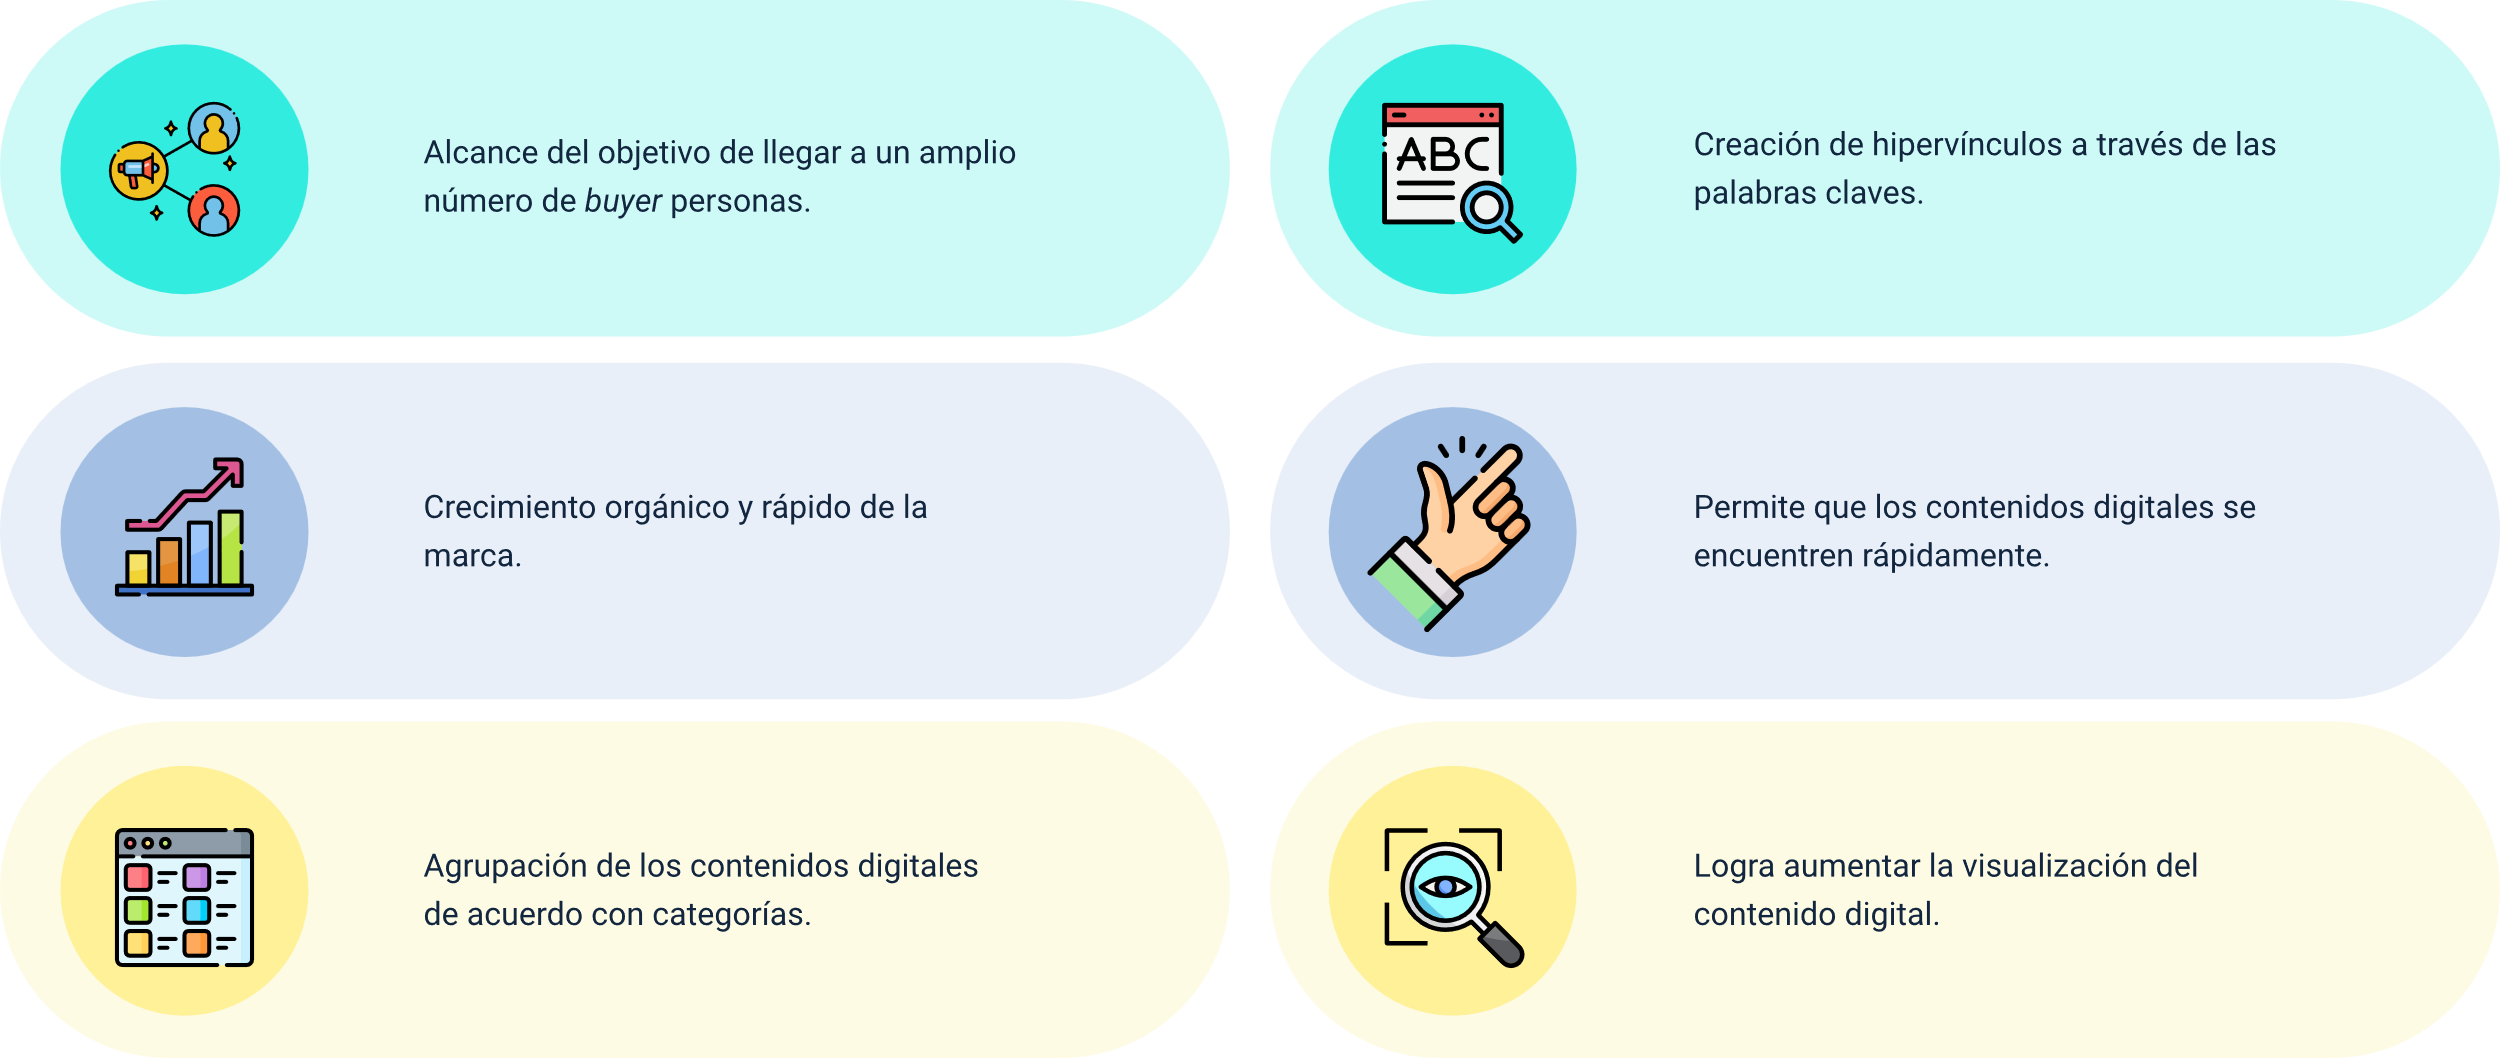 Alcance del objetivo de llegar a un amplio
número de buyer personas.
Creación de hipervínculos a través de las
palabras claves.
Crecimiento orgánico y rápido de la
marca.
Permite que los contenidos digitales se
encuentren rápidamente.
Agrupación de los contenidos digitales
de acuerdo con categorías.
Logra aumentar la visualización del
contenido digital.
ABC